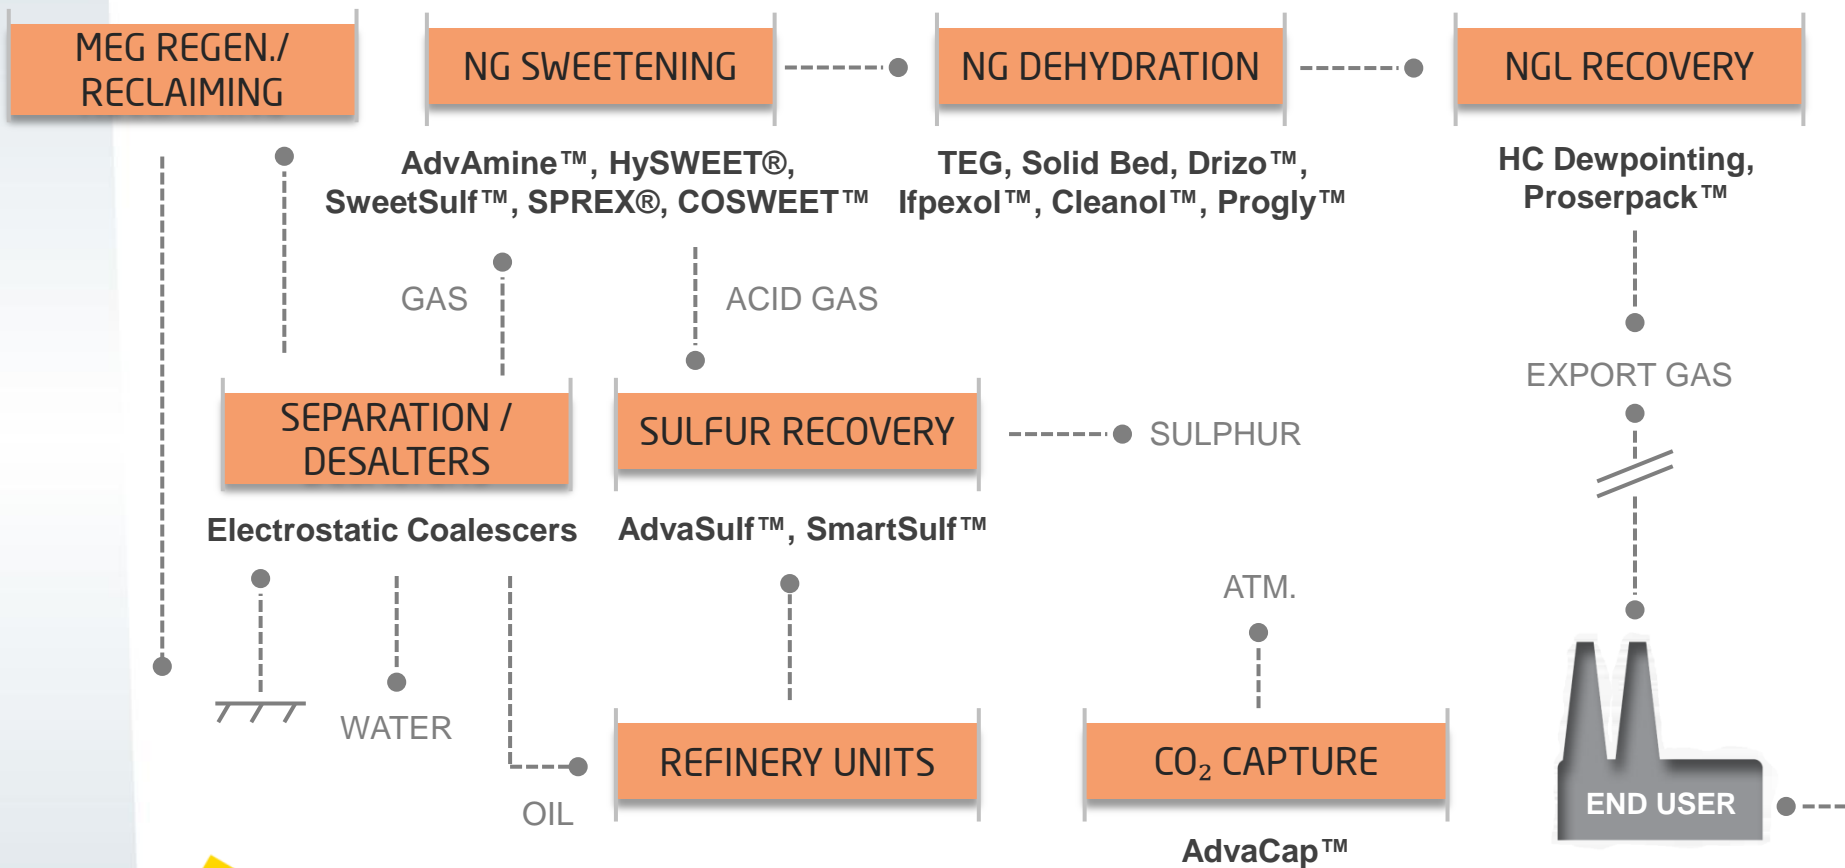 MEG REGEN./
RECLAIMING
NG SWEETENING
NG DEHYDRATION
NGL RECOVERY
AdvAmine™, HySWEET®,
SweetSulf™, SPREX®, COSWEET™
TEG, Solid Bed, Drizo™,
Ifpexol™, Cleanol™, Progly™
HC Dewpointing,
Proserpack™
GAS
ACID GAS
EXPORT GAS
SEPARATION /
DESALTERS
SULFUR RECOVERY
SULPHUR
Electrostatic Coalescers
AdvaSulf™, SmartSulf™
ATM.
WATER
REFINERY UNITS
CO₂ CAPTURE
OIL
END USER
AdvaCap™